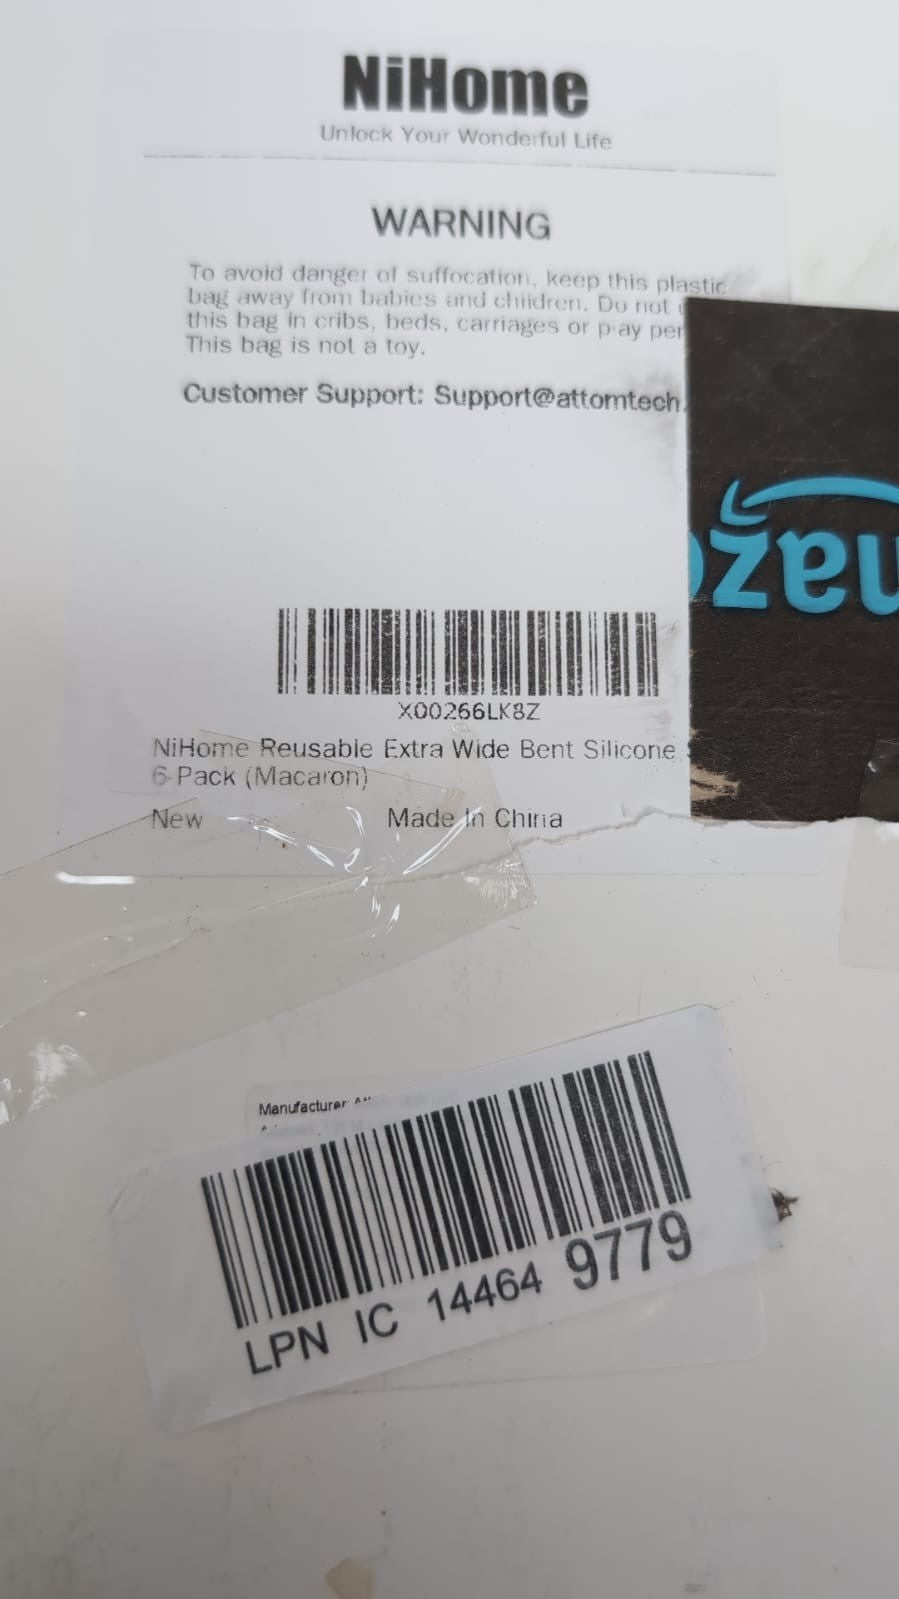 NiHome
Unlock Your Wonderful Life
WARNING
To avoid danger of suffocation, keep this plastic
bag away from babies and children. Do not
this bag in cribs, beds, carriages or play pen
This bag is not a toy.
Customer Support: Support@attomtech.
X00266LK8Z
NiHome Reusable Extra Wide Bent Silicone
6-Pack (Macaron)
New Made In China
Manufacturer:
LPN IC 14464 9779